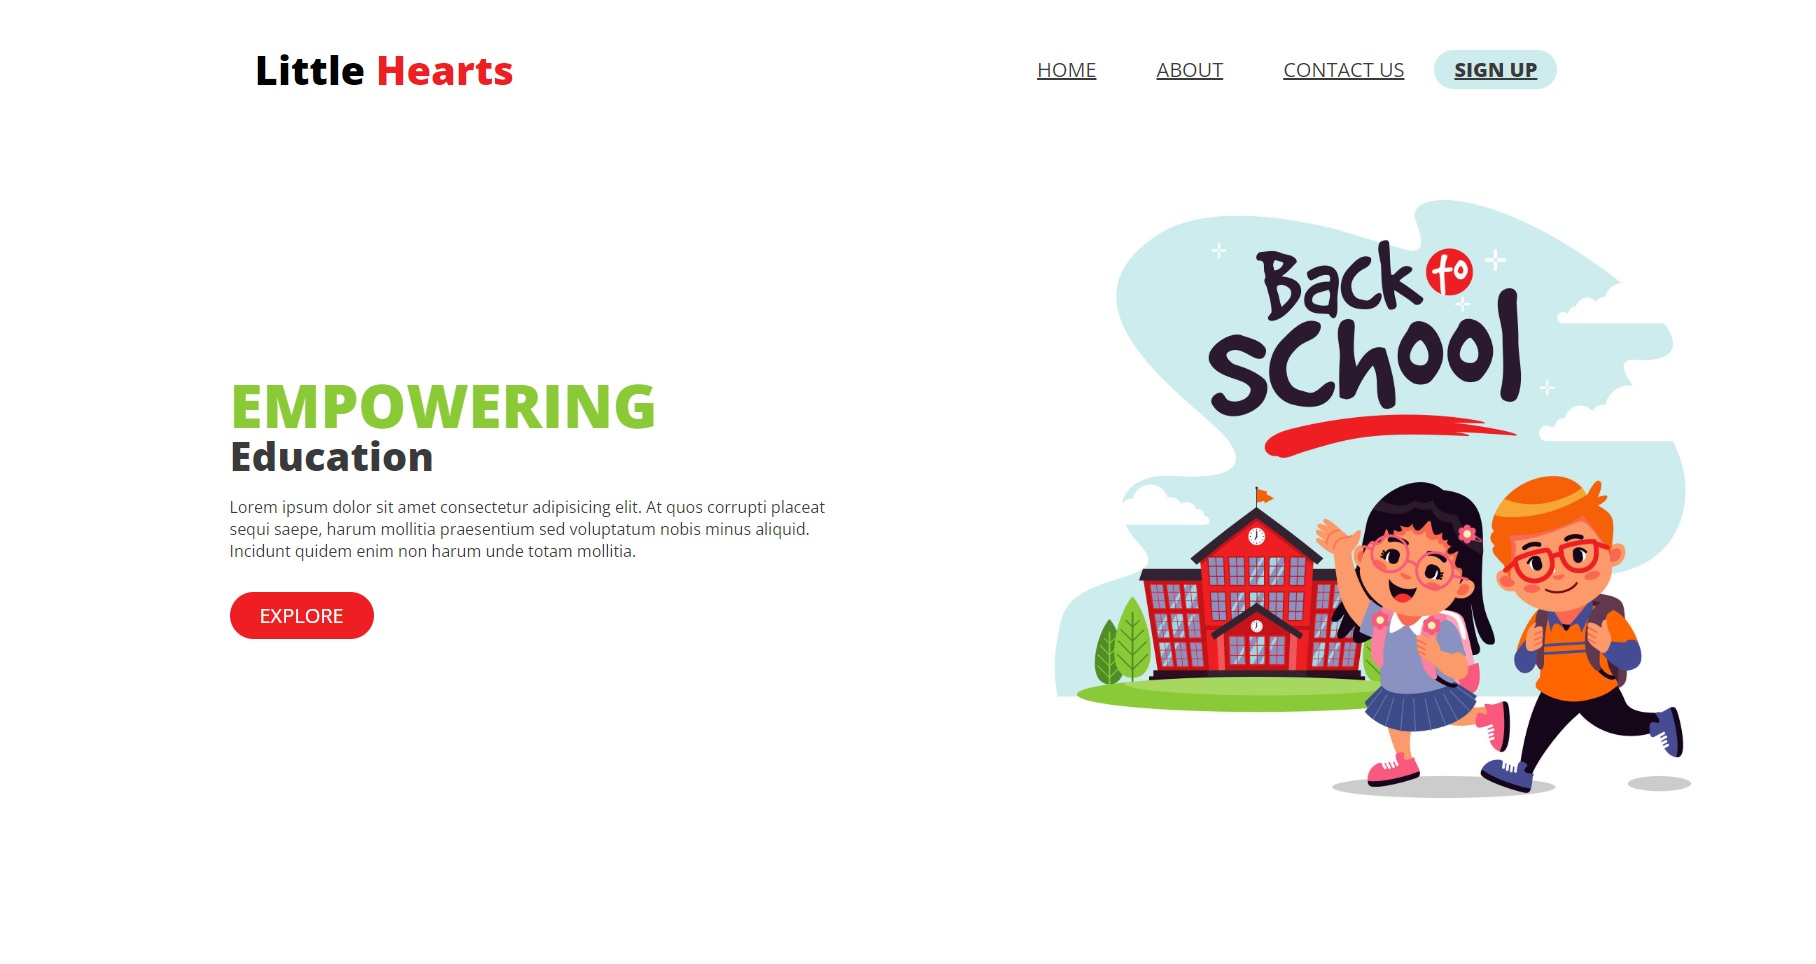 Little Hearts
HOME ABOUT CONTACT US SIGN UP
Back to
school
EMPOWERING
Education
Lorem ipsum dolor sit amet consectetur adipisicing elit. At quos corrupti placeat
sequi saepe, harum mollitia praesentium sed voluptatum nobis minus aliquid.
Incidunt quidem enim non harum unde totam mollitia.
EXPLORE